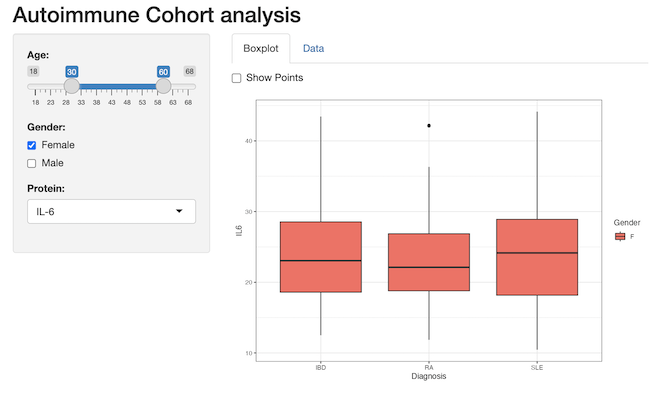 Autoimmune Cohort analysis
Age:
18 30 60 68
18 23 28 33 38 43 48 53 58 63 68
Gender:
Female
Male
Protein:
IL-6
Boxplot Data
Show Points
IL6
40
30
20
10
IBD RA SLE
Diagnosis
Gender
F